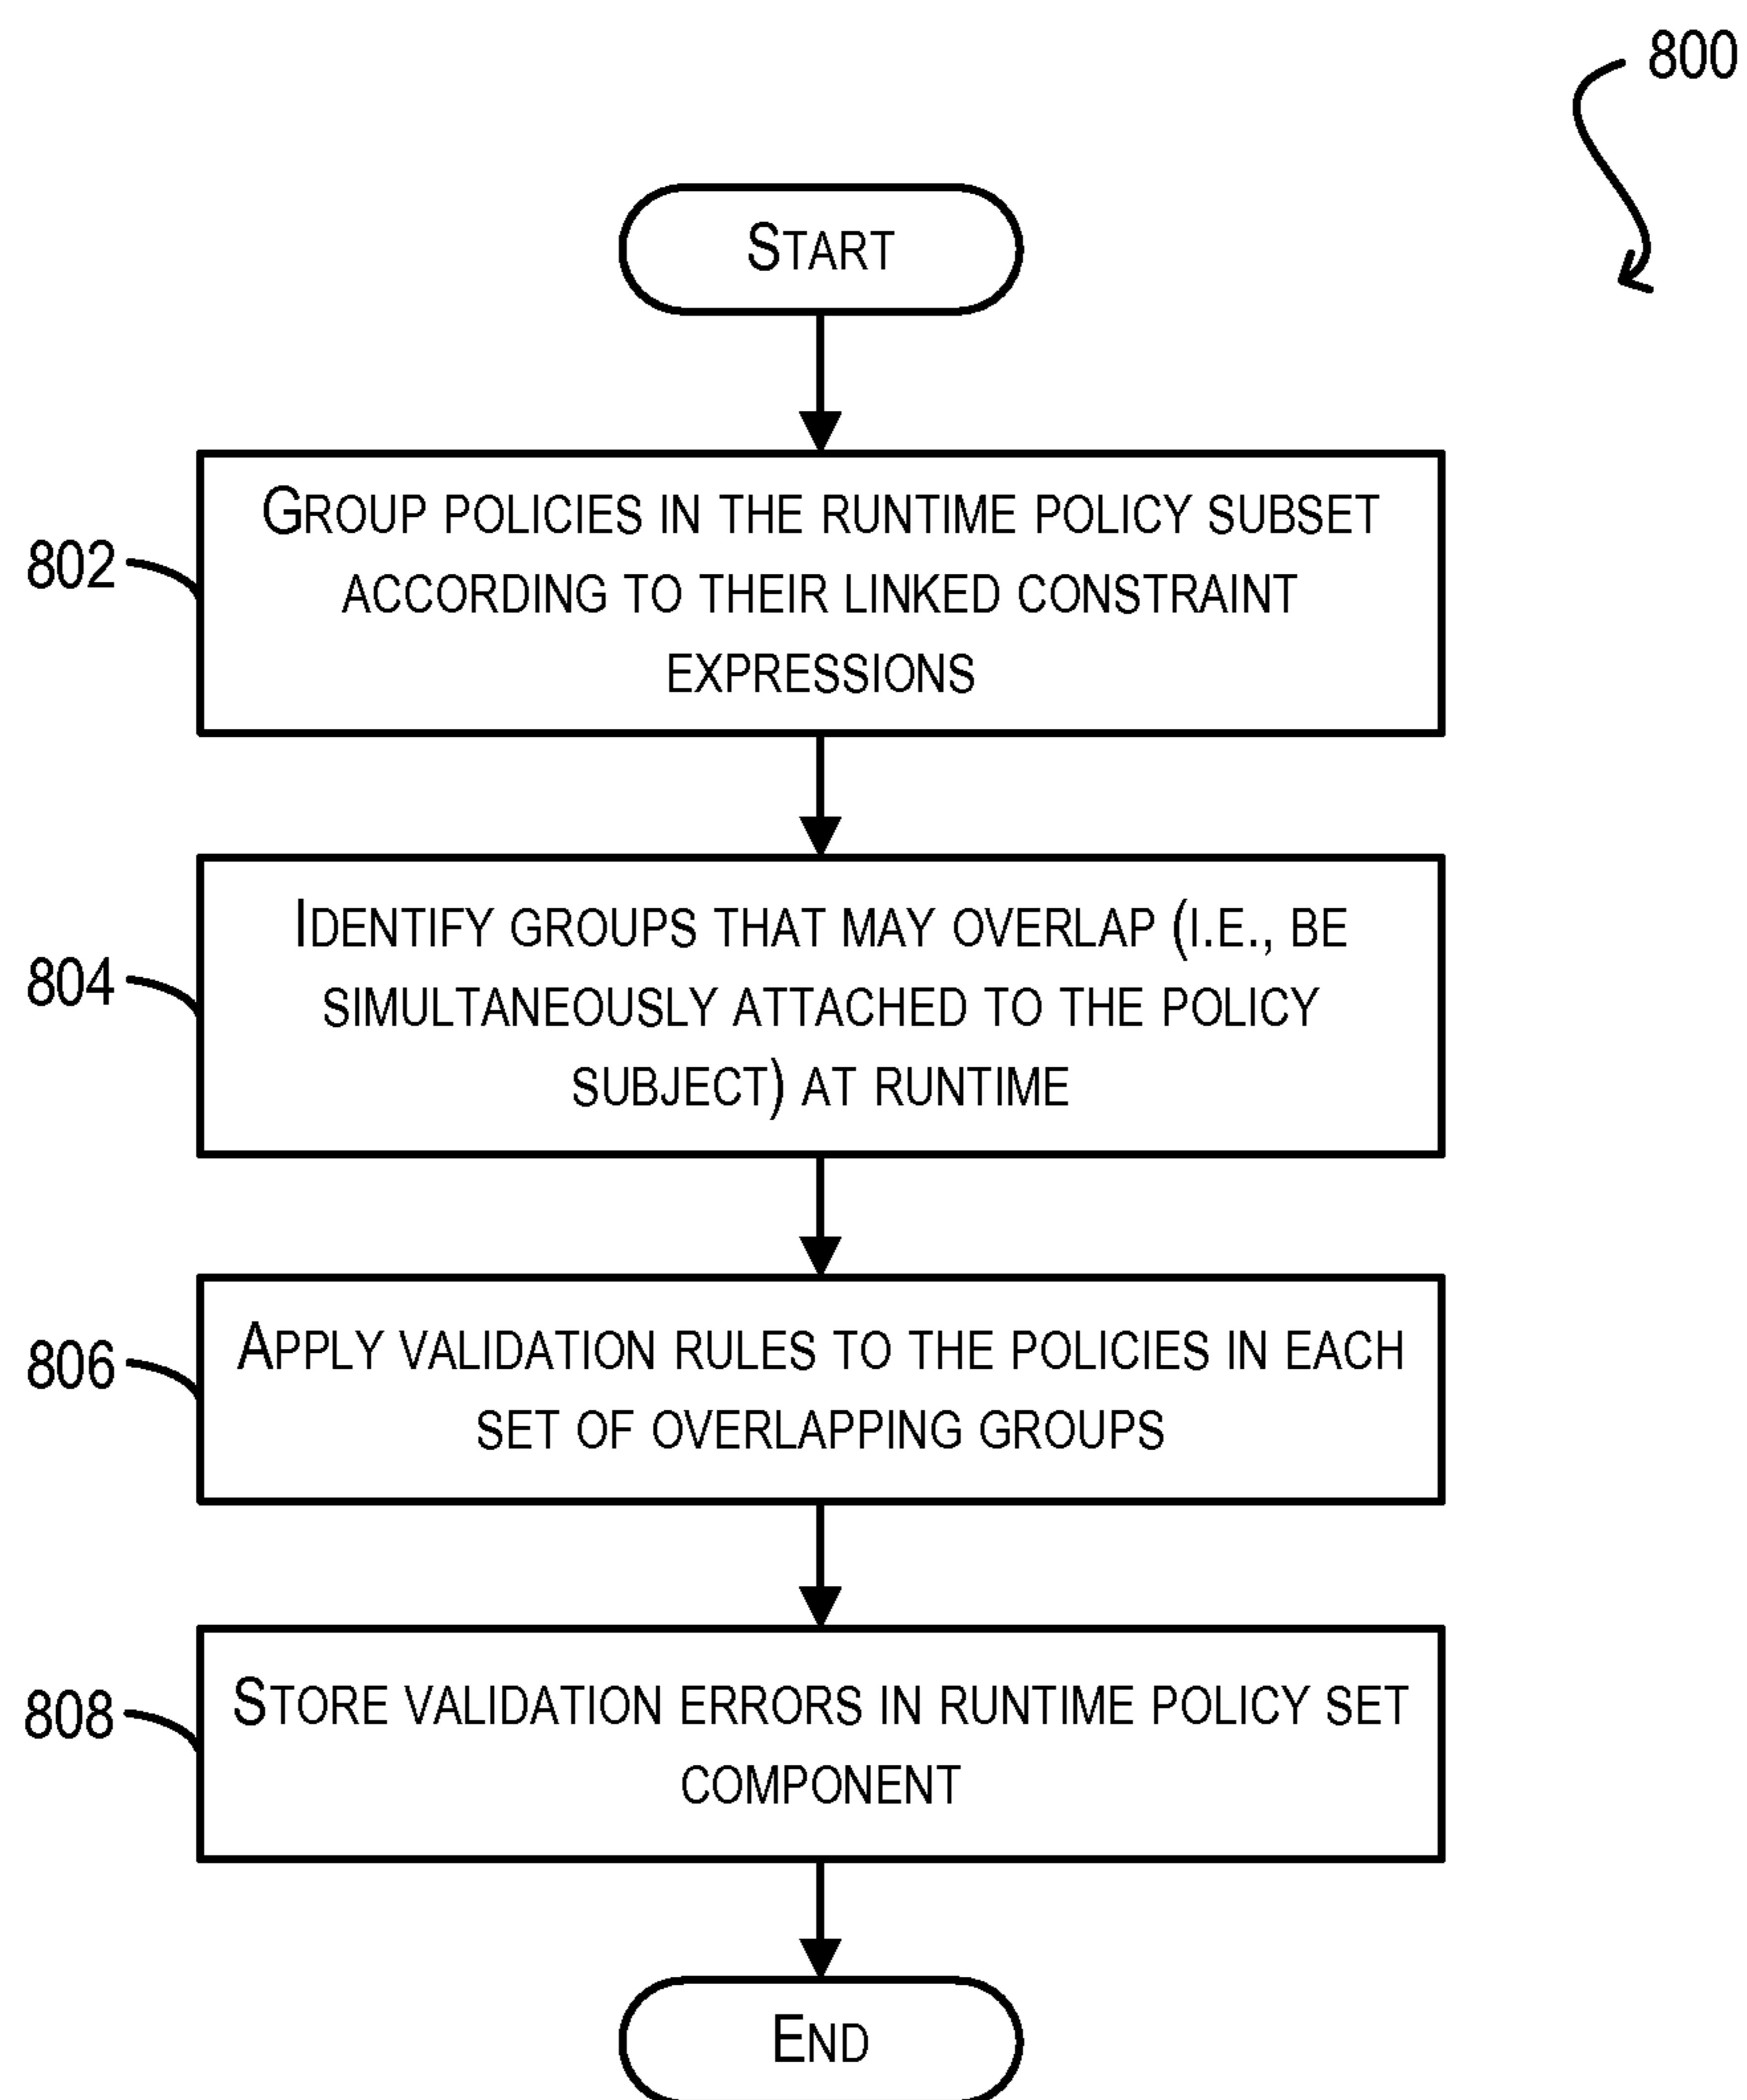 800
START
802
GROUP POLICIES IN THE RUNTIME POLICY SUBSET
ACCORDING TO THEIR LINKED CONSTRAINT
EXPRESSIONS
804
IDENTIFY GROUPS THAT MAY OVERLAP (I.E., BE
SIMULTANEOUSLY ATTACHED TO THE POLICY
SUBJECT) AT RUNTIME
806
APPLY VALIDATION RULES TO THE POLICIES IN EACH
SET OF OVERLAPPING GROUPS
808
STORE VALIDATION ERRORS IN RUNTIME POLICY SET
COMPONENT
END